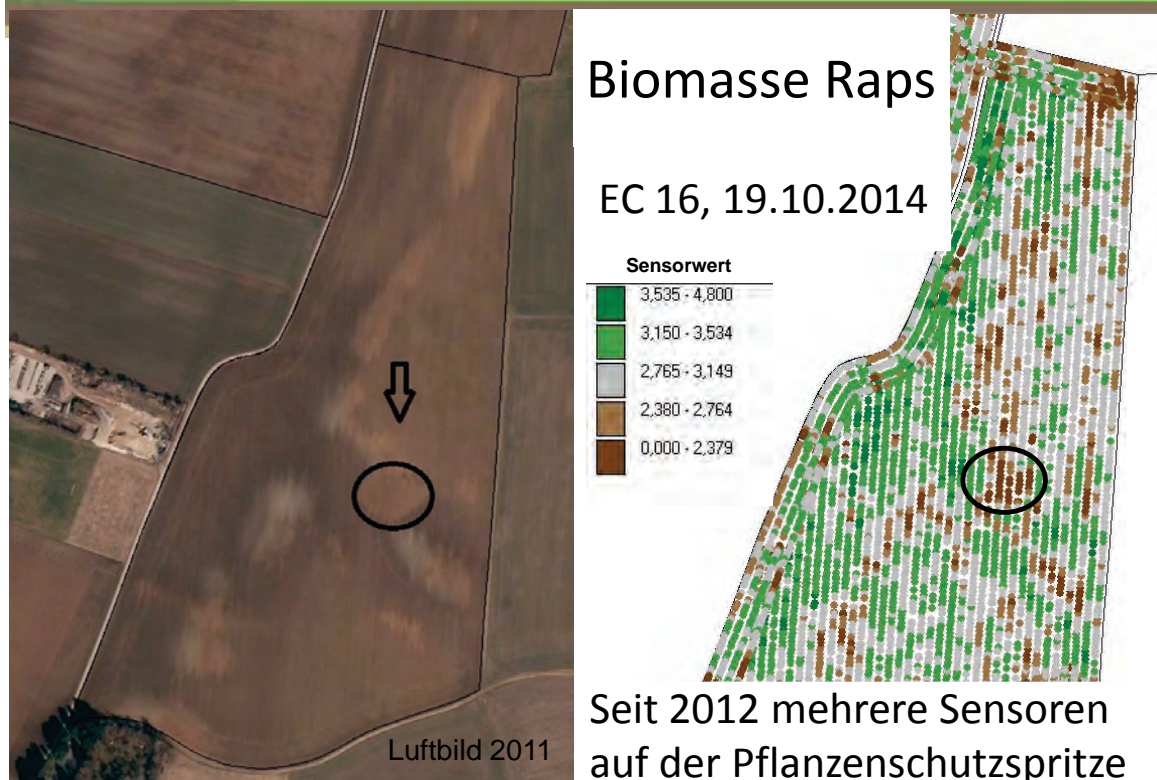 Biomasse Raps
EC 16, 19.10.2014
Sensorwert
3,535 - 4,800
3,150 - 3,534
2,765 - 3,149
2,380 - 2,764
0,000 - 2,379
Luftbild 2011
Seit 2012 mehrere Sensoren
auf der Pflanzenschutzspritze